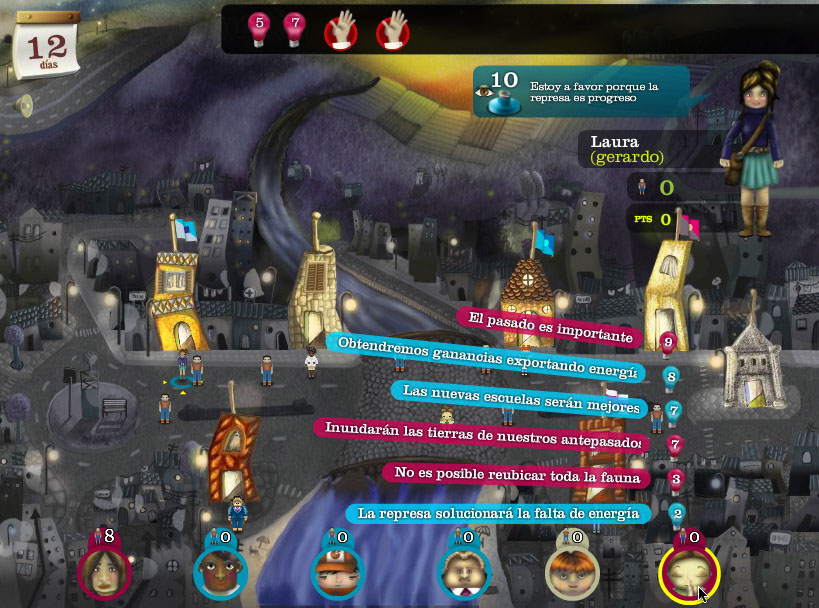 12
días
5
7
10
Estoy a favor porque la
represa es progreso
Laura
(gerardo)
0
PTS 0
El pasado es importante
9
Obtendremos ganancias exportando energí
8
Las nuevas escuelas serán mejores
7
Inundarán las tierras de nuestros antepasados
7
No es posible reubicar toda la fauna
3
La represa solucionará la falta de energía
2
8
0
0
0
0
0